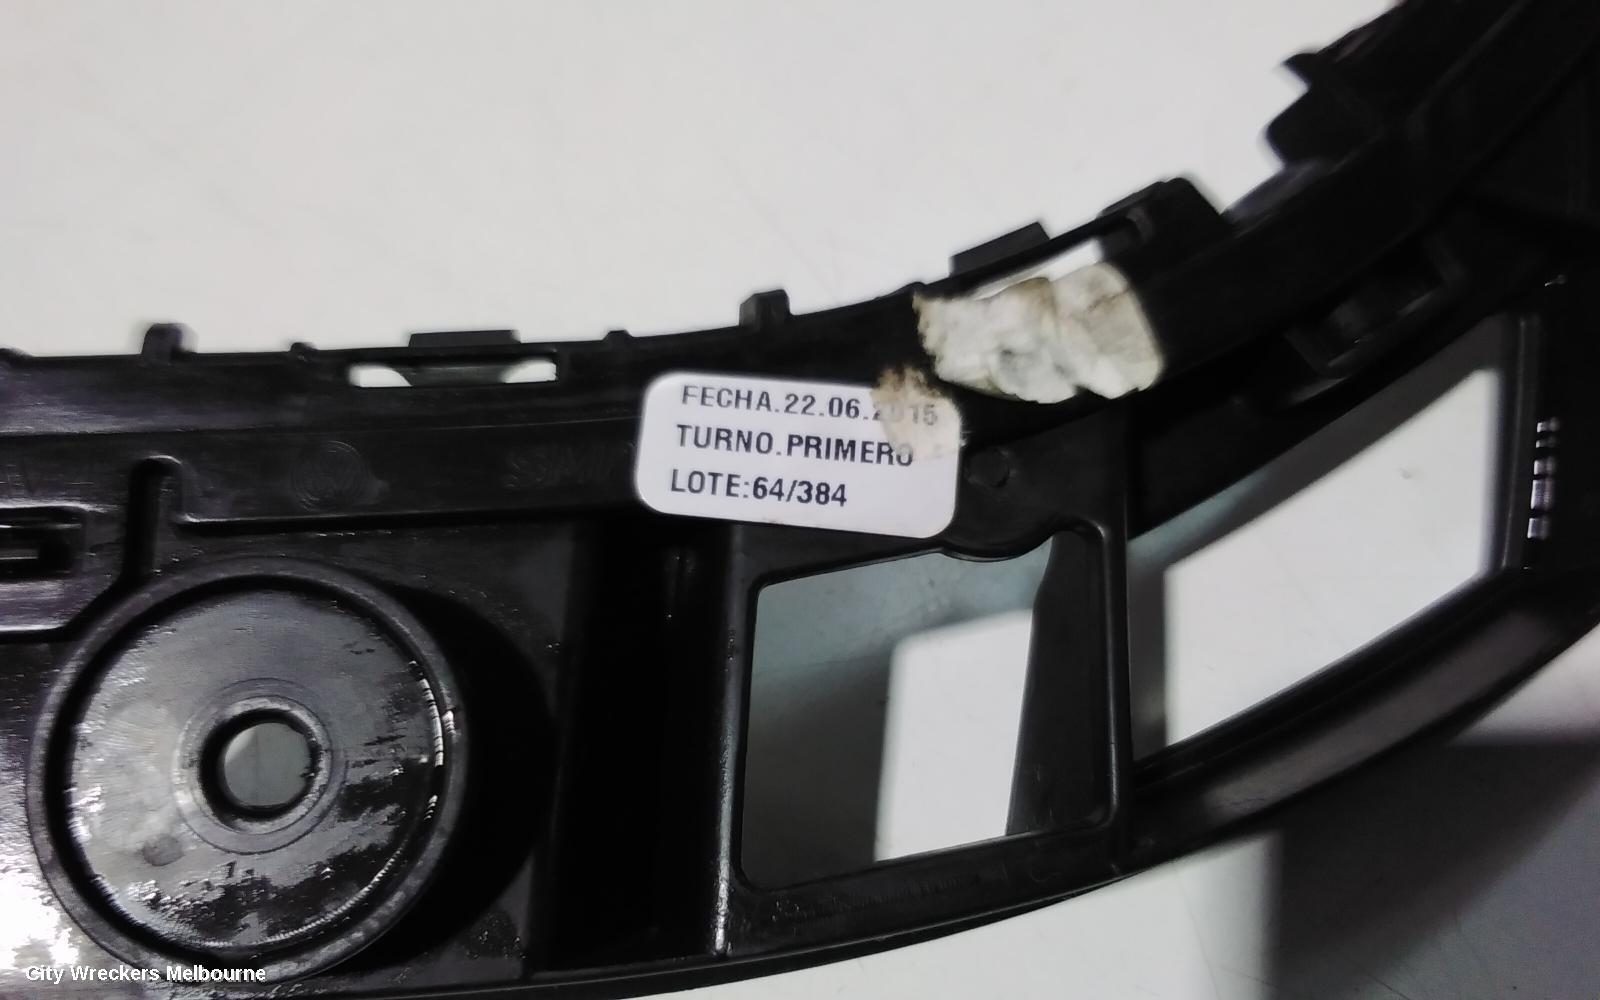 FECHA.22.06.2015
TURNO.PRIMERO
LOTE:64/384
City Wreckers Melbourne